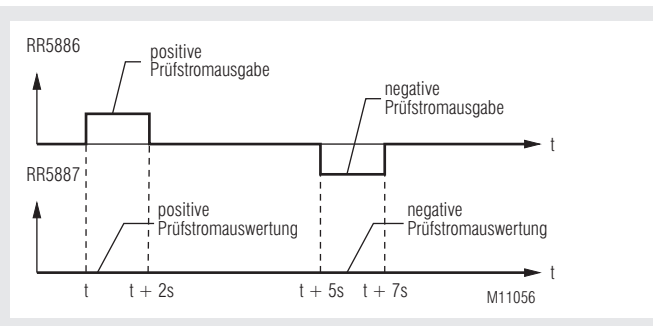 RR5886
positive
Prüfstromausgabe
negative
Prüfstromausgabe
t
RR5887
positive
Prüfstromauswertung
negative
Prüfstromauswertung
t
t
t + 2s
t + 5s
t + 7s
M11056